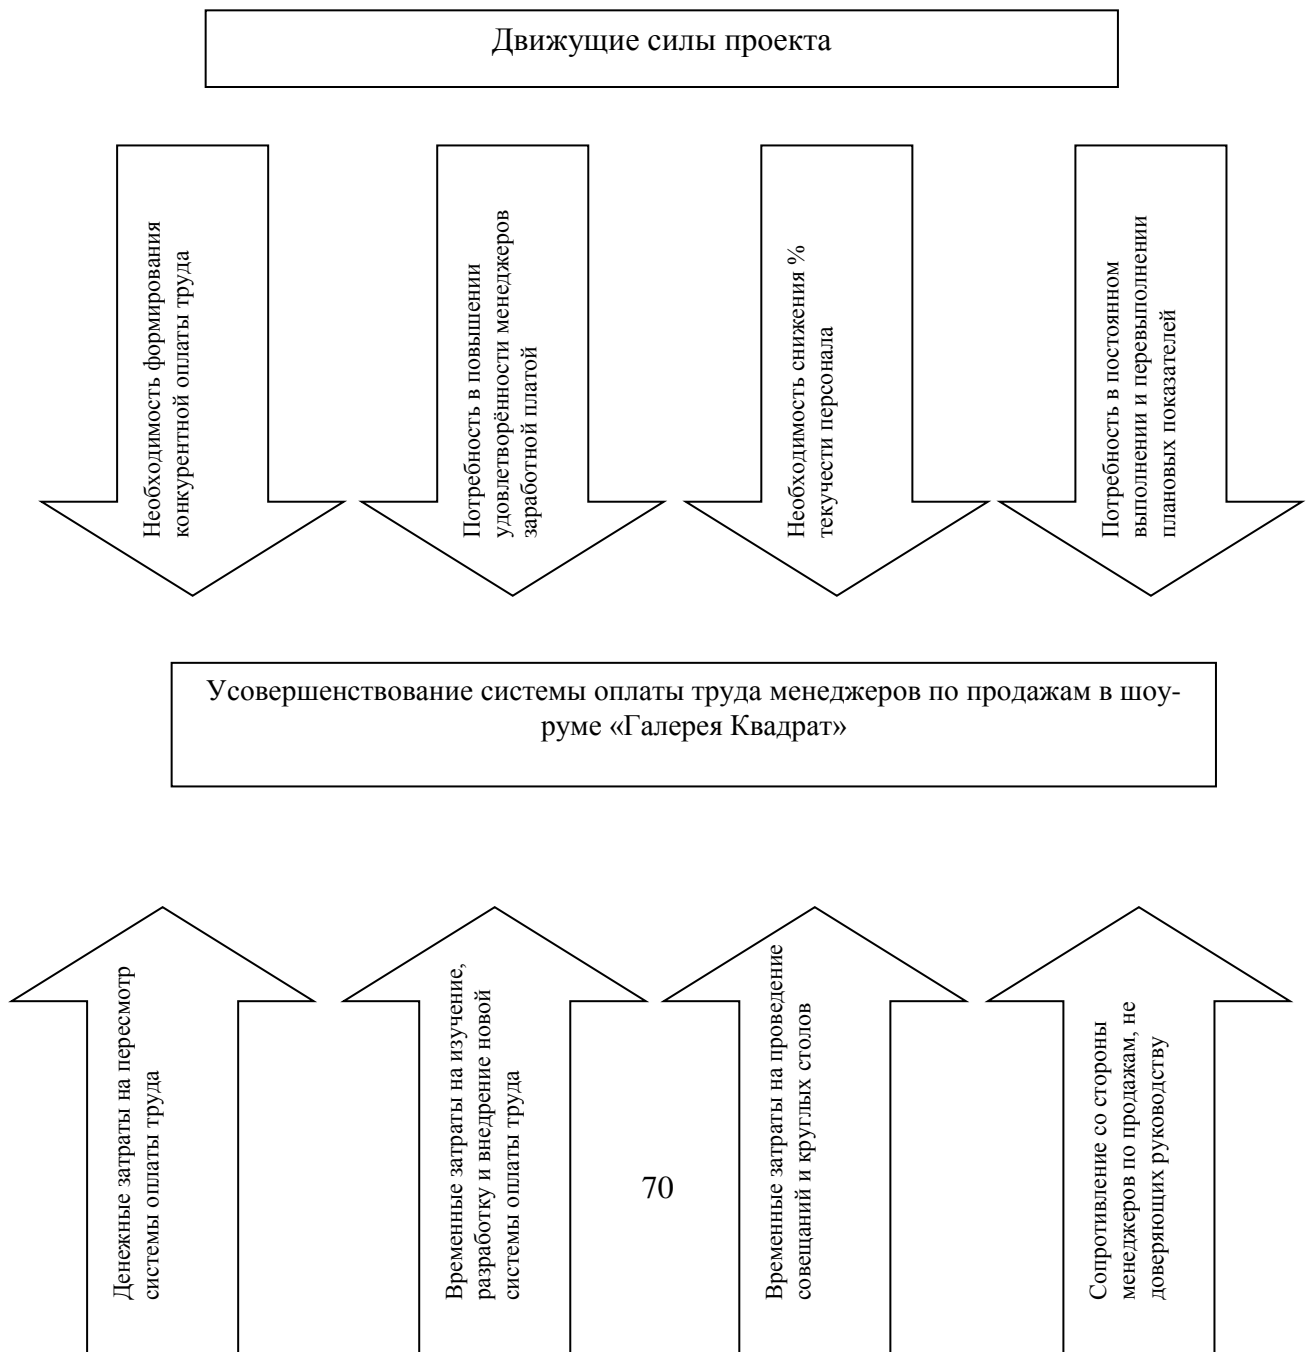 Движущие силы проекта
Необходимость формирования
конкурентной оплаты труда
Потребность в повышении
удовлетворённости менеджеров
заработной платой
Необходимость снижения %
текучести персонала
Потребность в постоянном
выполнении и перевыполнении
плановых показателей
Усовершенствование системы оплаты труда менеджеров по продажам в шоу-
руме «Галерея Квадрат»
Денежные затраты на пересмотр
системы оплаты труда
Временные затраты на изучение,
разработку и внедрение новой
системы оплаты труда
Временные затраты на проведение
совещаний и круглых столов
Сопротивление со стороны
менеджеров по продажам, не
доверяющих руководству
70